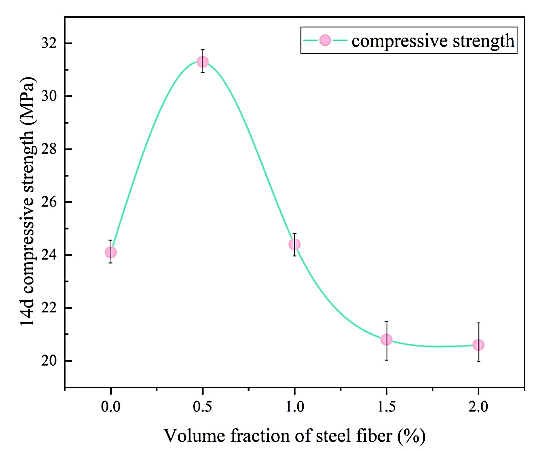 compressive strength
32
30
28
26
24
22
20
14d compressive strength (MPa)
0.0 0.5 1.0 1.5 2.0
Volume fraction of steel fiber (%)